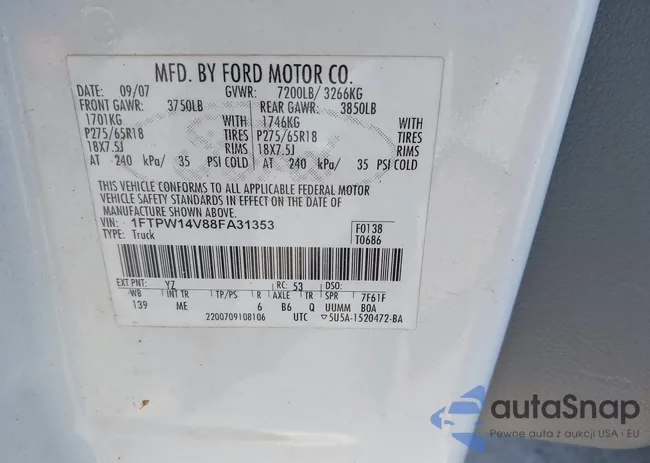 MFD. BY FORD MOTOR CO.
DATE: 09/07 GVWR: 7200LB/ 3266KG
FRONT GAWR: 3750LB REAR GAWR: 3850LB
1701KG WITH 1746KG WITH
P275/65R18 TIRES P275/65R18 TIRES
18X7.5J RIMS 18X7.5J RIMS
AT 240 kPa/ 35 PSI COLD AT 240 kPa/ 35 PSI COLD
THIS VEHICLE CONFORMS TO ALL APPLICABLE FEDERAL MOTOR
VEHICLE SAFETY STANDARDS IN EFFECT ON THE DATE OF
MANUFACTURE SHOWN ABOVE.
VIN: 1FTPW14V88FA31353 F0138
TYPE: Truck T0686
EXT PNT: YZ RC: 53 DSO:
WB INT TR TP/PS R AXLE TR SPR 7F61F
139 ME 6 B6 Q UUMM BOA
2200709108106 UTC ▽5U5A-1520472-BA
autaSnap
Pewne auta z aukcji USA i EU